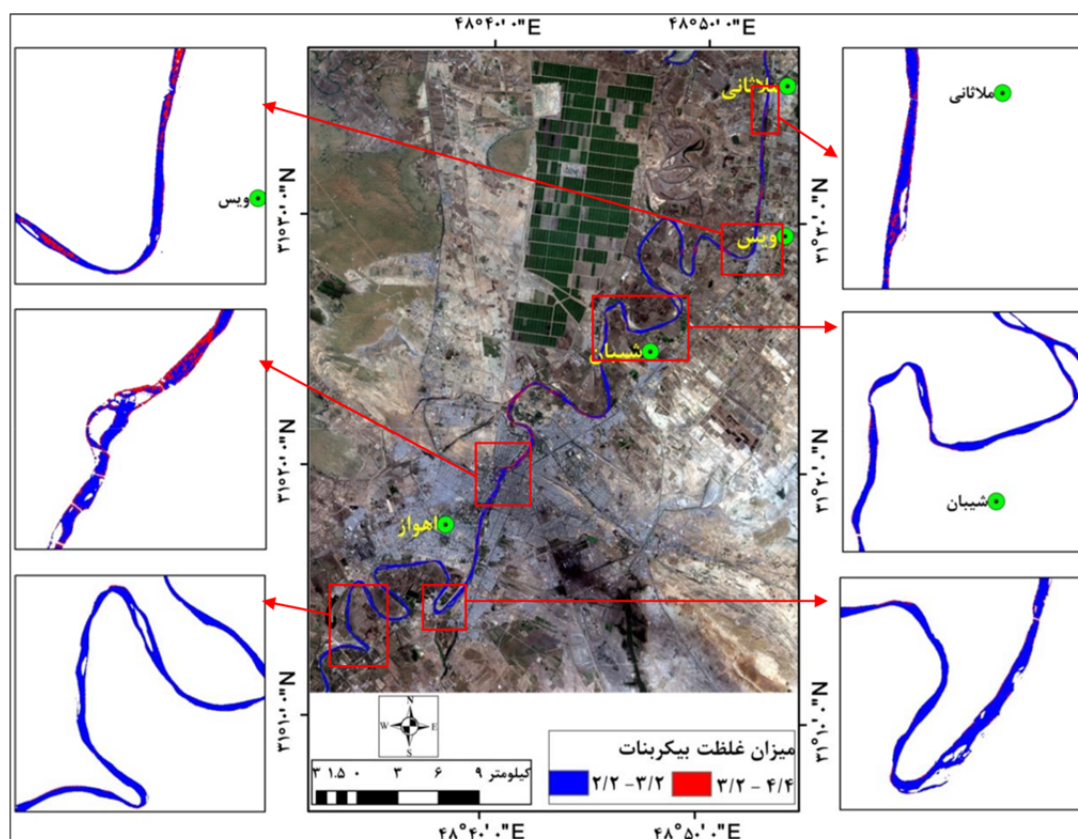 ۴۸°۴۰'۰"E
۴۸°۵۰'۰"E
ملاثانی
ملاثانی
ویس
۳۱°۳۰'۰"N
ویس
۳۱°۳۰'۰"N
شیبان
۳۱°۲۰'۰"N
۳۱°۲۰'۰"N
شیبان
اهواز
۳۱°۱۰'۰"N
۳۱°۱۰'۰"N
N
W E
S
۳ ۱.۵ ۰ ۳ ۶ ۹ کیلومتر
میزان غلظت بیکربنات
۲/۲ - ۳/۲
۳/۲ - ۴/۴
۴۸°۴۰'۰"E
۴۸°۵۰'۰"E